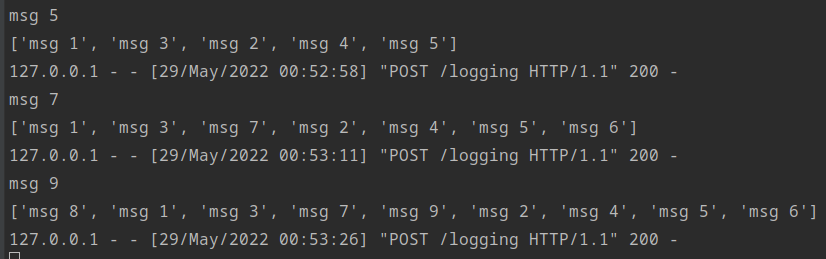 msg 5
['msg 1', 'msg 3', 'msg 2', 'msg 4', 'msg 5']
127.0.0.1 - - [29/May/2022 00:52:58] "POST /logging HTTP/1.1" 200 -
msg 7
['msg 1', 'msg 3', 'msg 7', 'msg 2', 'msg 4', 'msg 5', 'msg 6']
127.0.0.1 - - [29/May/2022 00:53:11] "POST /logging HTTP/1.1" 200 -
msg 9
['msg 8', 'msg 1', 'msg 3', 'msg 7', 'msg 9', 'msg 2', 'msg 4', 'msg 5', 'msg 6']
127.0.0.1 - - [29/May/2022 00:53:26] "POST /logging HTTP/1.1" 200 -